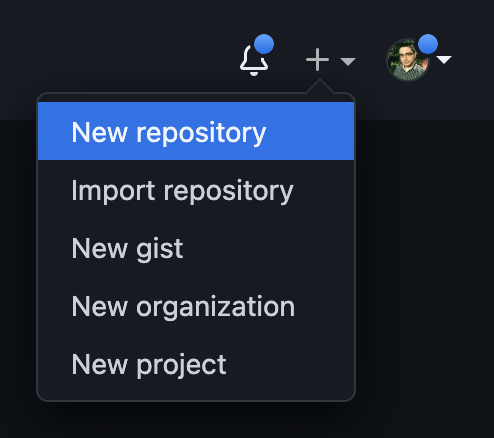 New repository
Import repository
New gist
New organization
New project